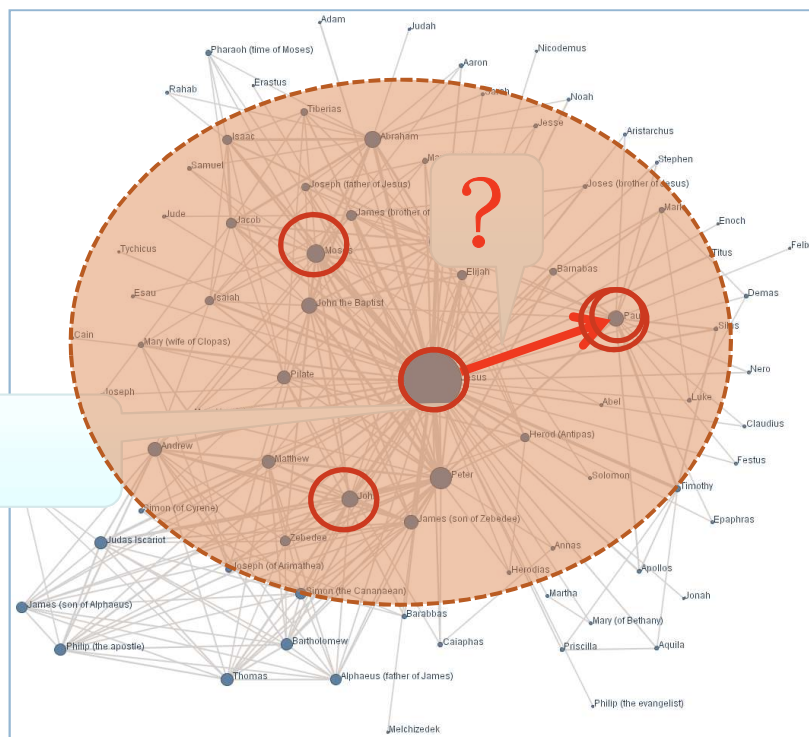 Adam
Judah
Pharaoh (time of Moses)
Nicodemus
Aaron
Erastus
Rahab
Sarah
Noah
Tiberias
Jesse
Aristarchus
Isaac
Abraham
Stephen
Samuel
Joseph (father of Jesus)
Joses (brother of Jesus)
?
Mark
Jude
James (brother of
Jacob
Enoch
Moses
Tychicus
Titus
Felb
Elijah
Barnabas
Esau
Isaiah
John the Baptist
Demas
Paul
Silas
Cain
Mary (wife of Clopas)
Nero
Pilate
Jesus
Joseph
Abel
Luke
Claudius
Andrew
Herod (Antipas)
Matthew
Festus
Peter
Solomon
Timothy
John
Simon (of Cyrene)
James (son of Zebedee)
Epaphras
Judas Iscariot
Zebedee
Annas
Joseph (of Arimathea)
Herodias
Apollos
Simon (the Cananaean)
Martha
Jonah
James (son of Alphaeus)
Barabbas
Mary (of Bethany)
Philip (the apostle)
Bartholomew
Caiaphas
Priscilla
Aquila
Thomas
Alphaeus (father of James)
Philip (the evangelist)
Melchizedek